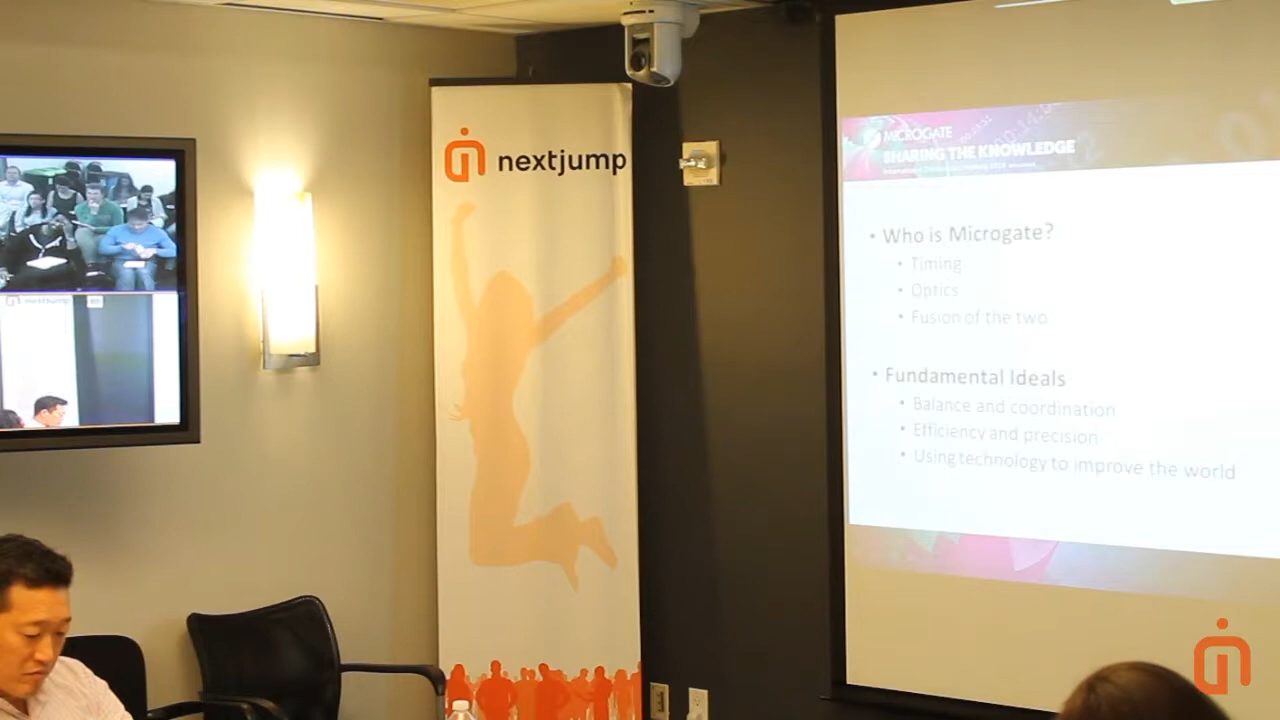 nextjump
MICROGATE
SHARING THE KNOWLEDGE
• Who is Microgate?
• Timing
• Optics
• Fusion of the two
• Fundamental Ideals
• Balance and coordination
• Efficiency and precision
• Using technology to improve the world
nextjump